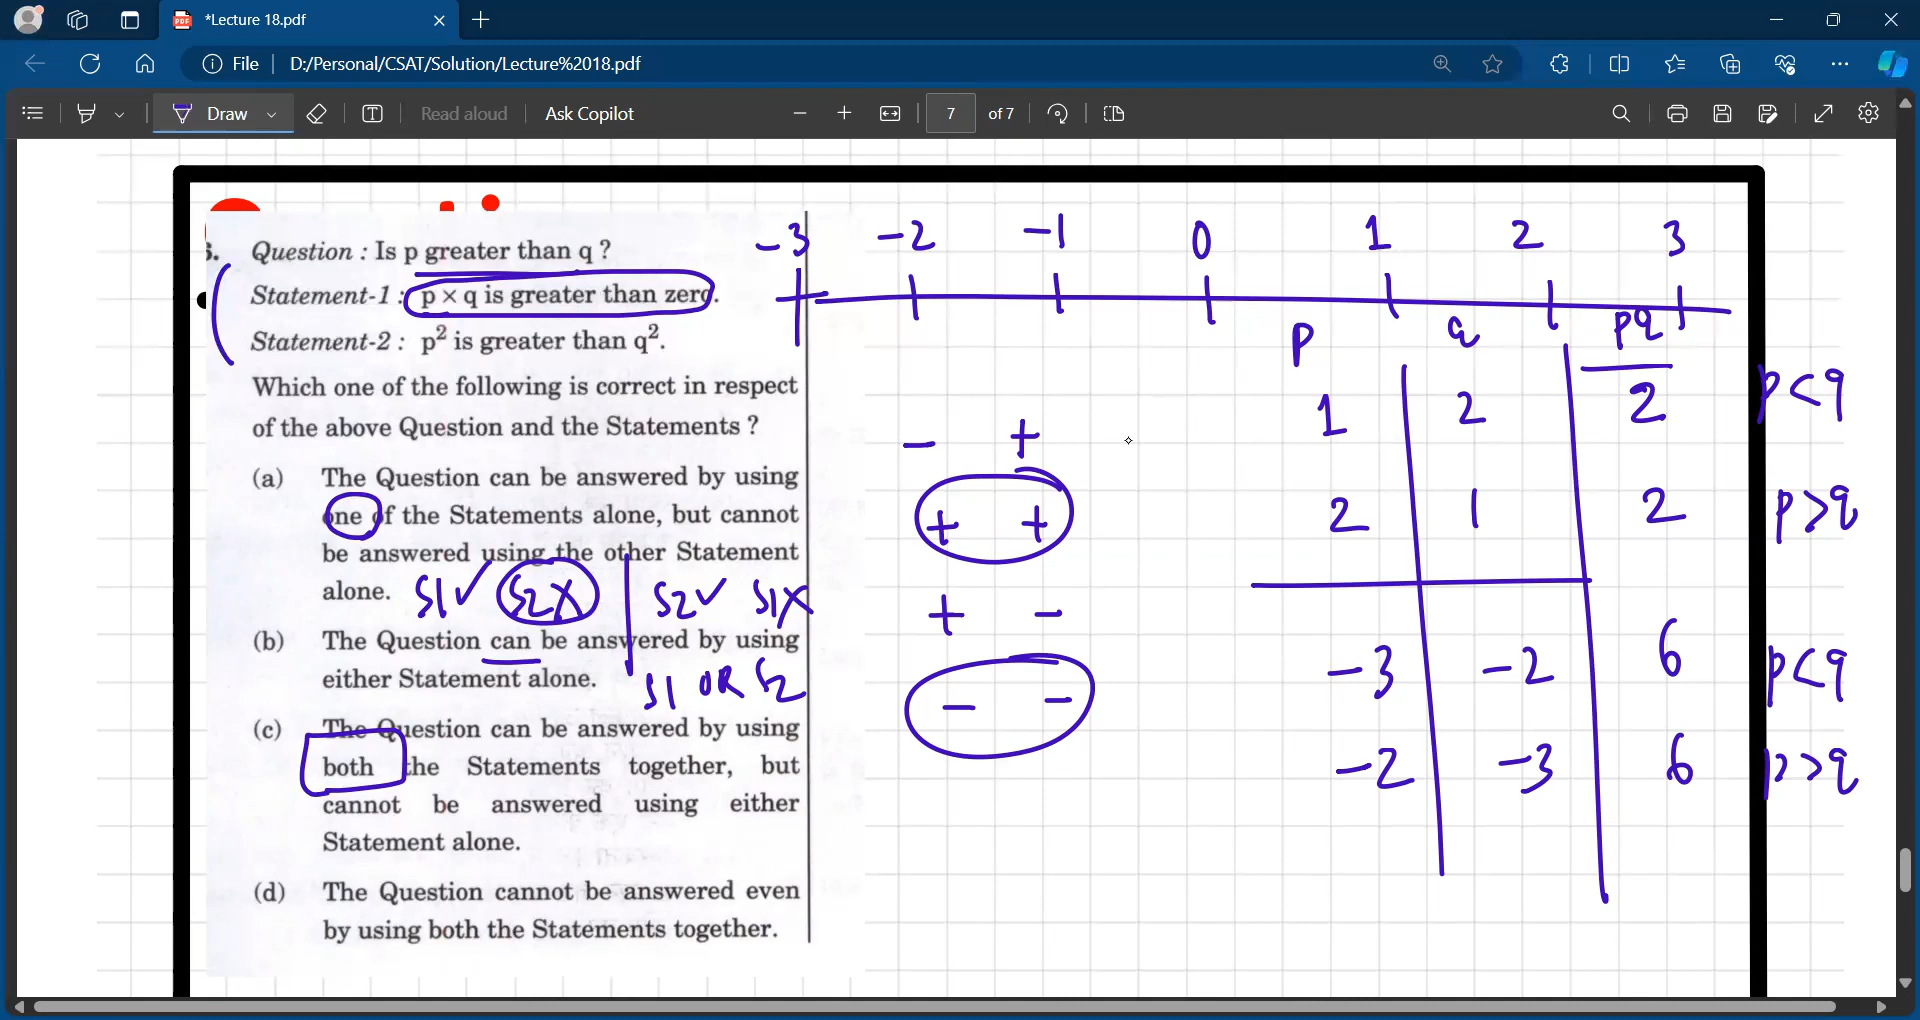 *Lecture 18.pdf
File D:/Personal/CSAT/Solution/Lecture%2018.pdf
Draw Read aloud Ask Copilot 7 of 7
Question : Is p greater than q ?
Statement-1 : p × q is greater than zero.
Statement-2 : p² is greater than q².
Which one of the following is correct in respect
of the above Question and the Statements ?
(a) The Question can be answered by using
one of the Statements alone, but cannot
be answered using the other Statement
alone. S1✓ S2X S2✓ S1X
(b) The Question can be answered by using
either Statement alone. S1 OR S2
(c) The Question can be answered by using
both the Statements together, but
cannot be answered using either
Statement alone.
(d) The Question cannot be answered even
by using both the Statements together.
-3 -2 -1 0 1 2 3
- +
+ +
+ -
- -
p q pq
1 2 2 p<q
2 1 2 p>q
-3 -2 6 p<q
-2 -3 6 p>q